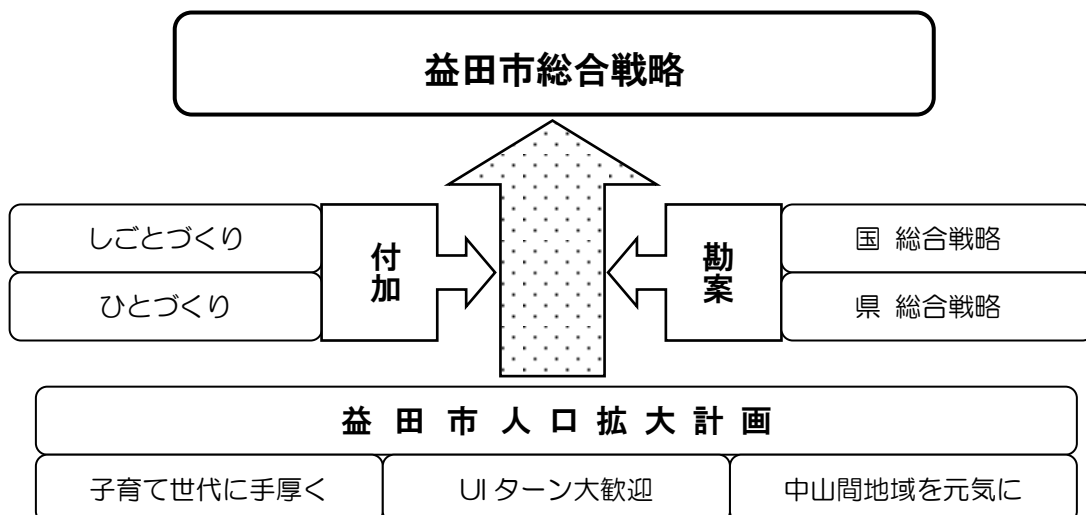 益田市総合戦略
しごとづくり
ひとづくり
付加
勘案
国 総合戦略
県 総合戦略
益田市人口拡大計画
子育て世代に手厚く
UIターン大歓迎
中山間地域を元気に